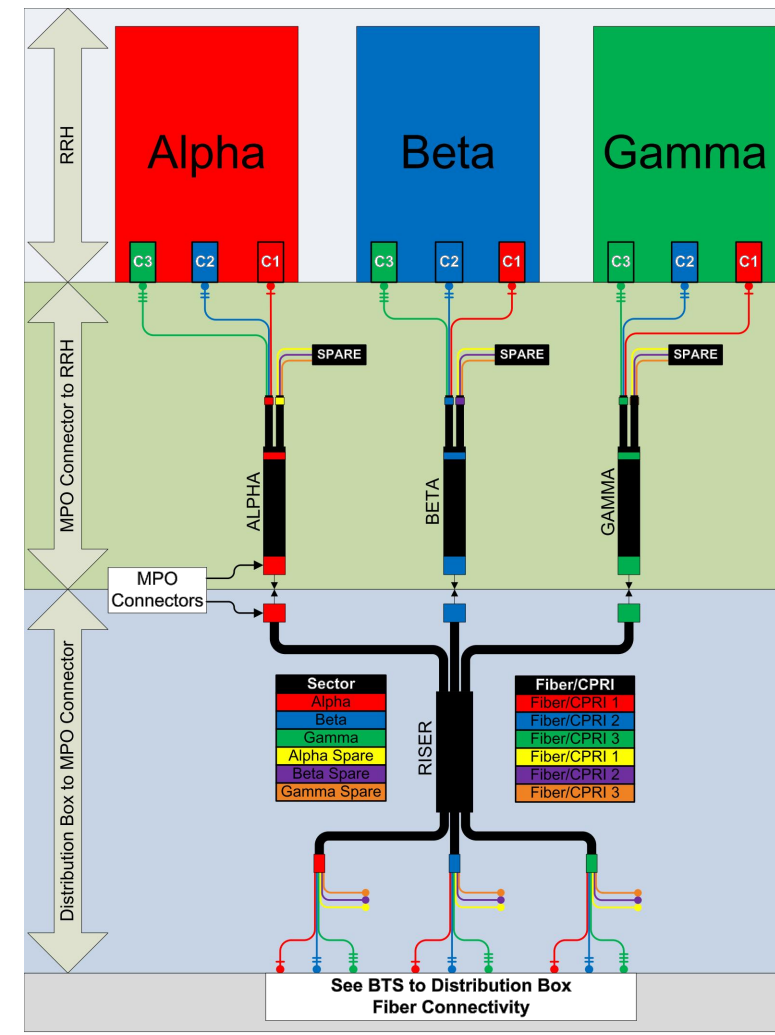 RRH
Alpha
Beta
Gamma
C3
C2
C1
C3
C2
C1
C3
C2
C1
MPO Connector to RRH
SPARE
SPARE
SPARE
ALPHA
BETA
GAMMA
MPO
Connectors
Distribution Box to MPO Connector
Sector
Alpha
Beta
Gamma
Alpha Spare
Beta Spare
Gamma Spare
RISER
Fiber/CPRI
Fiber/CPRI 1
Fiber/CPRI 2
Fiber/CPRI 3
Fiber/CPRI 1
Fiber/CPRI 2
Fiber/CPRI 3
See BTS to Distribution Box
Fiber Connectivity